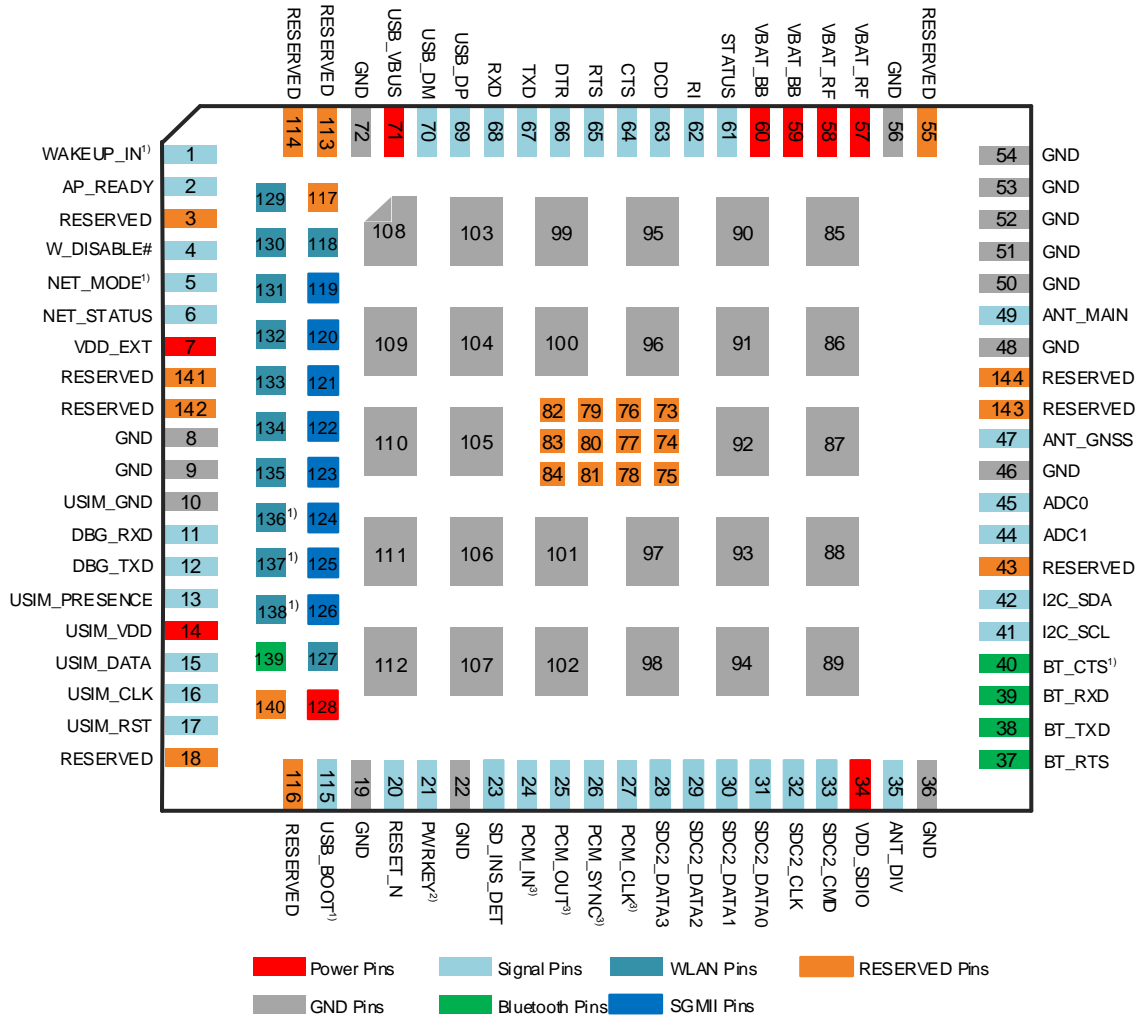 RESERVED
RESERVED
GND
USB_VBUS
USB_DM
USB_DP
RXD
TXD
DTR
RTS
CTS
DCD
RI
STATUS
VBAT_BB
VBAT_BB
VBAT_RF
VBAT_RF
GND
RESERVED
114
113
72
71
70
69
68
67
66
65
64
63
62
61
60
59
58
57
56
55
WAKEUP_IN1) 1
AP_READY 2
RESERVED 3
W_DISABLE# 4
NET_MODE1) 5
NET_STATUS 6
VDD_EXT 7
RESERVED 141
RESERVED 142
GND 8
GND 9
USIM_GND 10
DBG_RXD 11
DBG_TXD 12
USIM_PRESENCE 13
USIM_VDD 14
USIM_DATA 15
USIM_CLK 16
USIM_RST 17
RESERVED 18
129 117
130 118
131 119
132 120
133 121
134 122
135 123
1361) 124
1371) 125
1381) 126
139 127
140 128
108 103 99 95 90 85
109 104 100 96 91 86
82 79 76 73
110 105 83 80 77 74 92 87
84 81 78 75
111 106 101 97 93 88
112 107 102 98 94 89
54 GND
53 GND
52 GND
51 GND
50 GND
49 ANT_MAIN
48 GND
144 RESERVED
143 RESERVED
47 ANT_GNSS
46 GND
45 ADC0
44 ADC1
43 RESERVED
42 I2C_SDA
41 I2C_SCL
40 BT_CTS1)
39 BT_RXD
38 BT_TXD
37 BT_RTS
116
115
19
20
21
22
23
24
25
26
27
28
29
30
31
32
33
34
35
36
RESERVED
USB_BOOT1)
GND
RESET_N
PWRKEY2)
GND
SD_INS_DET
PCM_IN3)
PCM_OUT3)
PCM_SYNC3)
PCM_CLK3)
SDC2_DATA3
SDC2_DATA2
SDC2_DATA1
SDC2_DATA0
SDC2_CLK
SDC2_CMD
VDD_SDIO
ANT_DIV
GND
Power Pins Signal Pins WLAN Pins RESERVED Pins
GND Pins Bluetooth Pins SGMII Pins